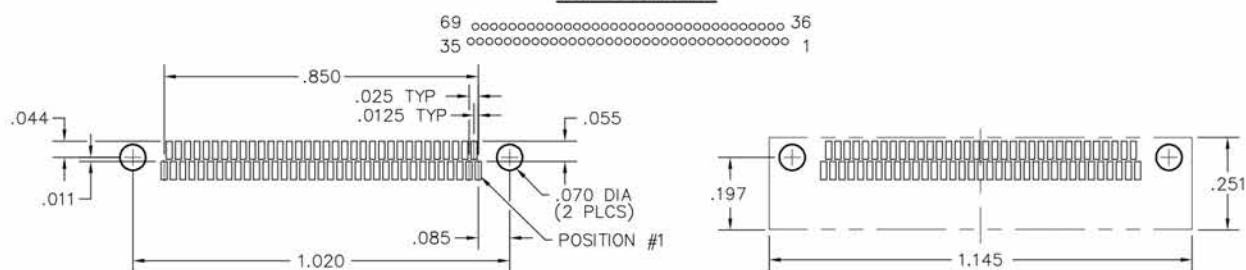 69 36
35 1
.850
.025 TYP
.0125 TYP
.044
.055
.011
.070 DIA
(2 PLCS)
.085
POSITION #1
1.020
.197
.251
1.145